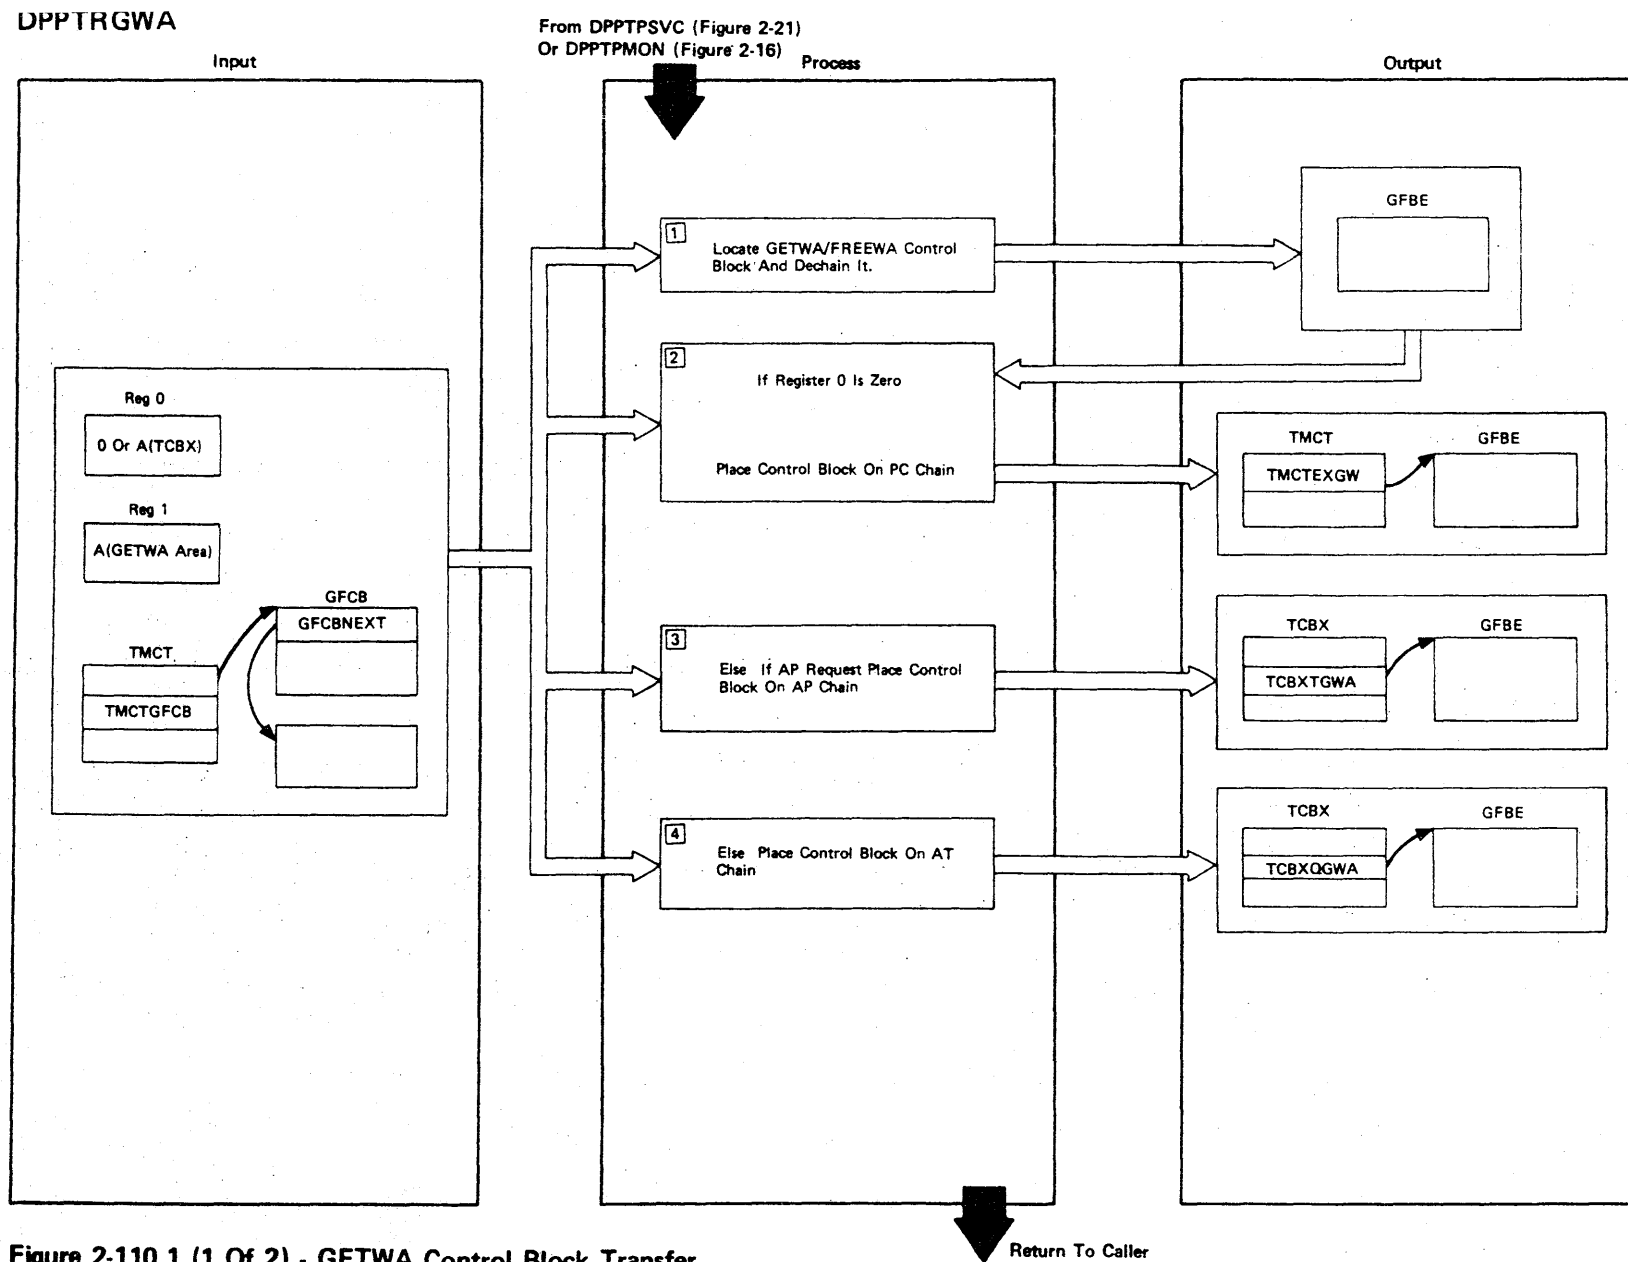 DPPTRGWA
From DPPTPSVC (Figure 2-21)
Or DPPTPMON (Figure 2-16)
Input
Process
Output
1
Locate GETWA/FREEWA Control
Block And Dechain It.
GFBE
2
If Register 0 Is Zero
Place Control Block On PC Chain
Reg 0
0 Or A(TCBX)
Reg 1
A(GETWA Area)
GFCB
GFCBNEXT
TMCT
TMCTGFCB
TMCT
GFBE
TMCTEXGW
3
Else If AP Request Place Control
Block On AP Chain
TCBX
GFBE
TCBXTGWA
4
Else Place Control Block On AT
Chain
TCBX
GFBE
TCBXQGWA
Return To Caller
Figure 2-110.1 (1 Of 2) - GETWA Control Block Transfer